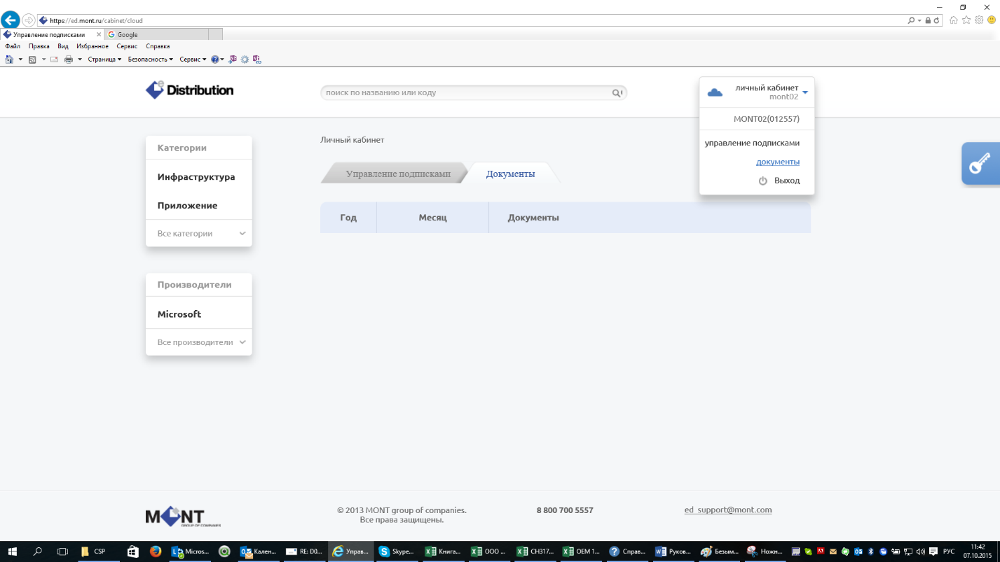 https://ed.mont.ru/cabinet/cloud
Управление подписками
Google
Файл Правка Вид Избранное Сервис Справка
Страница Безопасность Сервис
e Distribution
поиск по названию или коду
личный кабинет
mont02
MONT02(012557)
управление подписками
документы
Выход
Категории
Инфраструктура
Приложение
Все категории
Производители
Microsoft
Все производители
Личный кабинет
Управление подписками
Документы
Год Месяц Документы
MONT
GROUP OF COMPANIES
© 2013 MONT group of companies.
Все права защищены.
8 800 700 5557
ed_support@mont.com
CSP Micros... Кален... RE: D0... Управ... Skype... Книга... ООО ... CH317... OEM 1... Справ... Руков... Безым... Ножн... РУС
11:42
07.10.2015